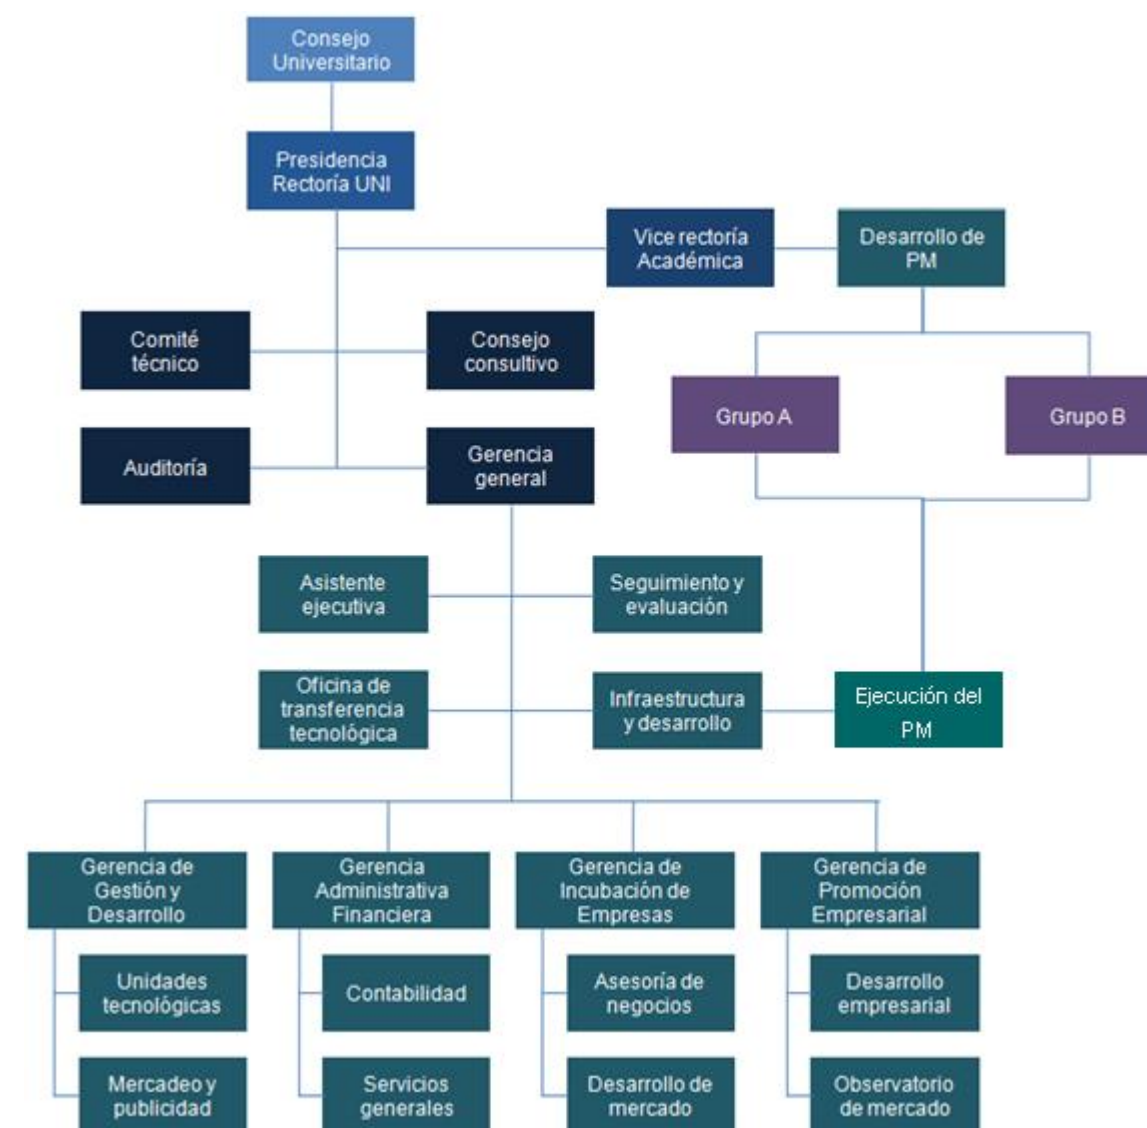 Consejo
Universitario
Presidencia
Rectoría UNI
Vice rectoría
Académica
Desarrollo de
PM
Comité
técnico
Consejo
consultivo
Grupo A
Grupo B
Auditoría
Gerencia
general
Asistente
ejecutiva
Seguimiento y
evaluación
Oficina de
transferencia
tecnológica
Infraestructura
y desarrollo
Ejecución del
PM
Gerencia de
Gestión y
Desarrollo
Gerencia
Administrativa
Financiera
Gerencia de
Incubación de
Empresas
Gerencia de
Promoción
Empresarial
Unidades
tecnológicas
Contabilidad
Asesoría de
negocios
Desarrollo
empresarial
Mercadeo y
publicidad
Servicios
generales
Desarrollo de
mercado
Observatorio
de mercado